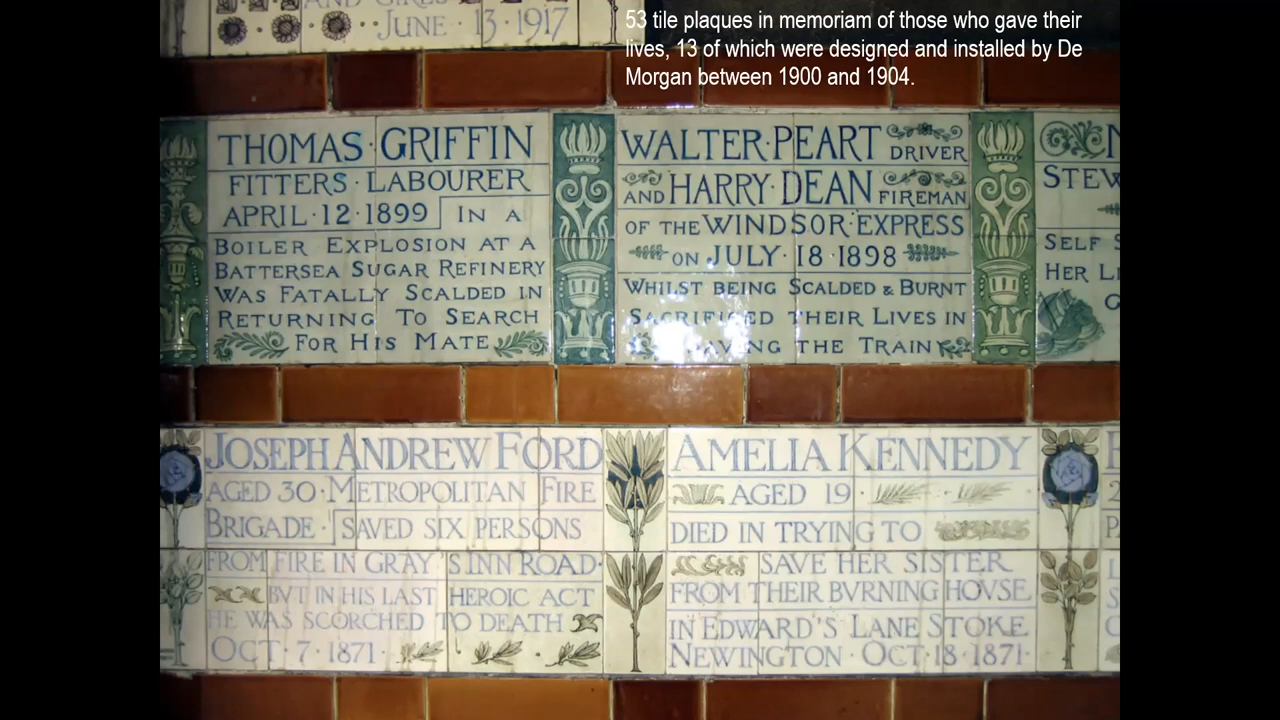 AND GIRLS
JUNE · 13 · 1917
53 tile plaques in memoriam of those who gave their
lives, 13 of which were designed and installed by De
Morgan between 1900 and 1904.
THOMAS · GRIFFIN
FITTERS · LABOURER
APRIL · 12 · 1899 IN A
BOILER EXPLOSION AT A
BATTERSEA SUGAR REFINERY
WAS FATALLY SCALDED IN
RETURNING TO SEARCH
FOR HIS MATE
WALTER · PEART DRIVER
AND HARRY · DEAN FIREMAN
OF THE WINDSOR · EXPRESS
ON JULY · 18 · 1898
WHILST BEING SCALDED & BURNT
SACRIFICED THEIR LIVES IN
SAVING THE TRAIN
STEW
SELF S
HER LI
JOSEPH ANDREW FORD
AGED 30 · METROPOLITAN FIRE
BRIGADE · SAVED SIX PERSONS
FROM FIRE IN GRAY'S INN ROAD ·
BVT IN HIS LAST HEROIC ACT
HE WAS SCORCHED TO DEATH
OCT · 7 · 1871 ·
AMELIA KENNEDY
AGED 19 ·
DIED IN TRYING TO
SAVE HER SISTER
FROM THEIR BVRNING HOVSE
IN EDWARD'S LANE STOKE
NEWINGTON · OCT · 18 · 1871 ·